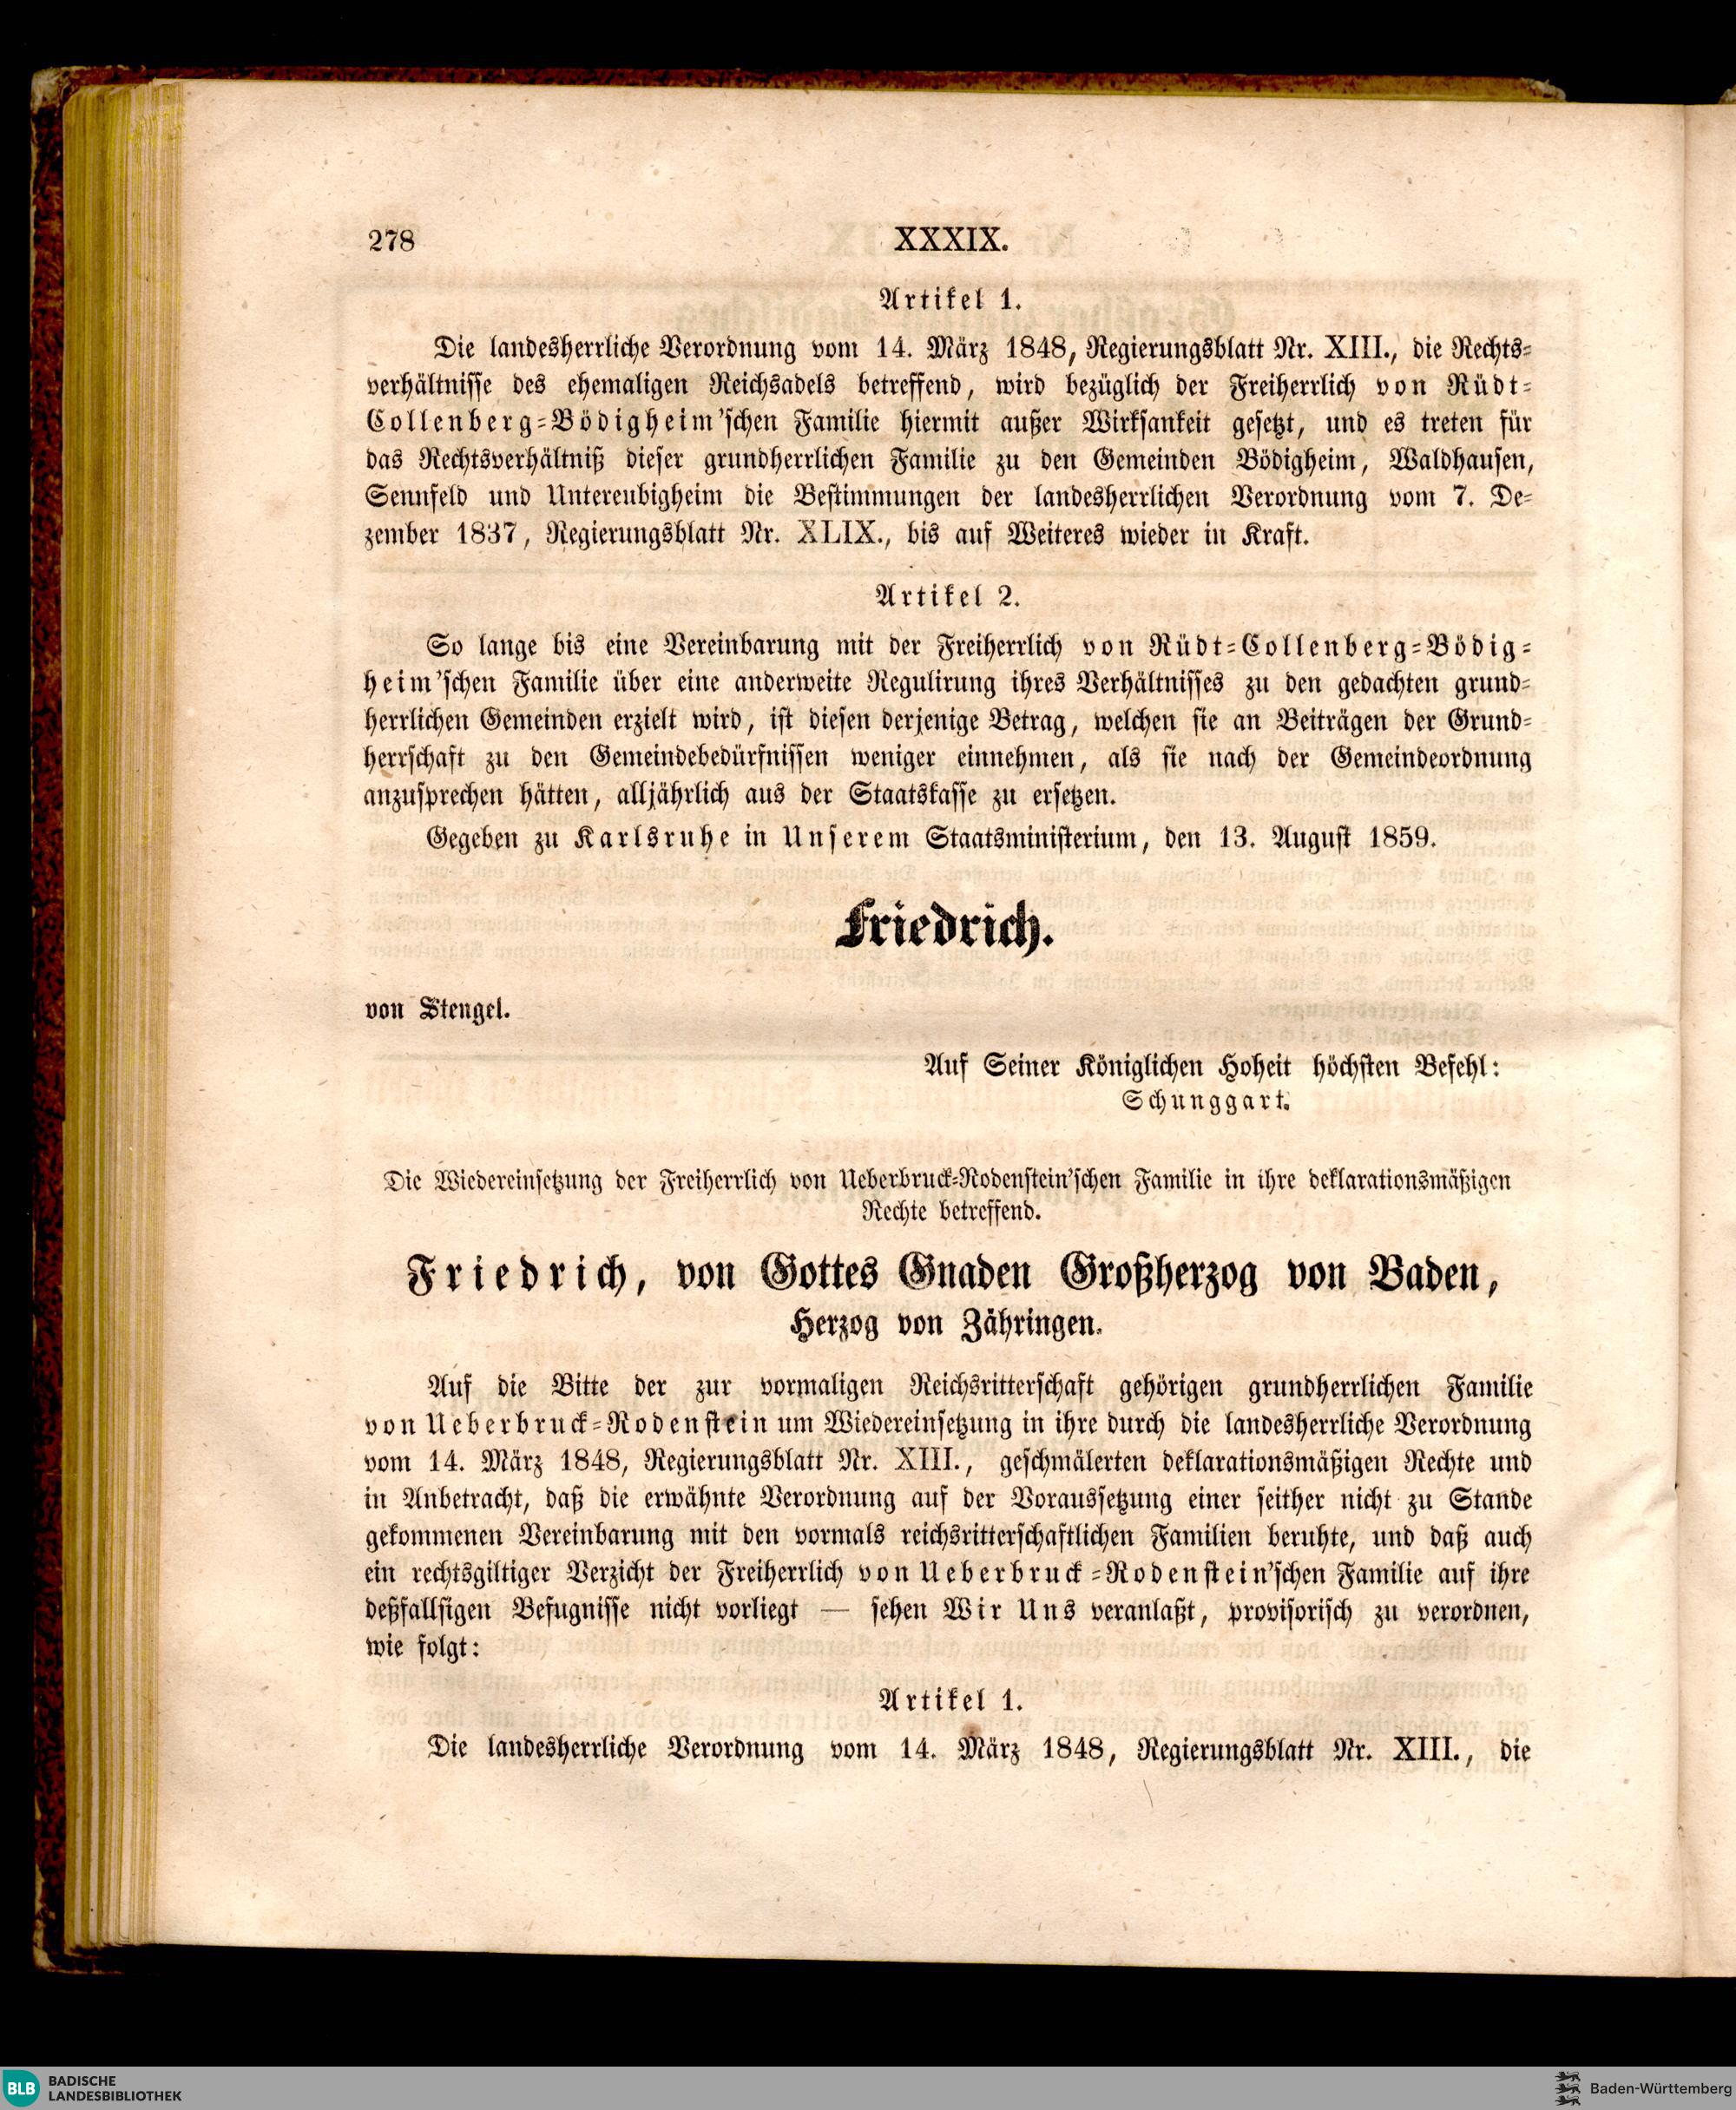 278 XXXIX.
Artikel 1.
Die landesherrliche Verordnung vom 14. März 1848, Regierungsblatt Nr. XIII., die Rechts-
verhältnisse des ehemaligen Reichsadels betreffend, wird bezüglich der Freiherrlich von Rüdt-
Collenberg-Bödigheim'schen Familie hiermit außer Wirksankeit gesetzt, und es treten für
das Rechtsverhältniß dieser grundherrlichen Familie zu den Gemeinden Bödigheim, Waldhausen,
Sennfeld und Untereubigheim die Bestimmungen der landesherrlichen Verordnung vom 7. De-
zember 1837, Regierungsblatt Nr. XLIX., bis auf Weiteres wieder in Kraft.
Artikel 2.
So lange bis eine Vereinbarung mit der Freiherrlich von Rüdt-Collenberg-Bödig-
heim'schen Familie über eine anderweite Regulirung ihres Verhältnisses zu den gedachten grund-
herrlichen Gemeinden erzielt wird, ist diesen derjenige Betrag, welchen sie an Beiträgen der Grund-
herrschaft zu den Gemeindebedürfnissen weniger einnehmen, als sie nach der Gemeindeordnung
anzusprechen hätten, alljährlich aus der Staatskasse zu ersetzen.
Gegeben zu Karlsruhe in Unserem Staatsministerium, den 13. August 1859.
Friedrich.
von Stengel.
Auf Seiner Königlichen Hoheit höchsten Befehl:
Schunggart.
Die Wiedereinsetzung der Freiherrlich von Ueberbruck-Rodenstein'schen Familie in ihre deklarationsmäßigen
Rechte betreffend.
Friedrich, von Gottes Gnaden Großherzog von Baden,
Herzog von Zähringen.
Auf die Bitte der zur vormaligen Reichsritterschaft gehörigen grundherrlichen Familie
von Ueberbruck-Rodenstein um Wiedereinsetzung in ihre durch die landesherrliche Verordnung
vom 14. März 1848, Regierungsblatt Nr. XIII., geschmälerten deklarationsmäßigen Rechte und
in Anbetracht, daß die erwähnte Verordnung auf der Voraussetzung einer seither nicht zu Stande
gekommenen Vereinbarung mit den vormals reichsritterschaftlichen Familien beruhte, und daß auch
ein rechtsgiltiger Verzicht der Freiherrlich von Ueberbruck-Rodenstein'schen Familie auf ihre
deßfallsigen Befugnisse nicht vorliegt — sehen Wir Uns veranlaßt, provisorisch zu verordnen,
wie folgt:
Artikel 1.
Die landesherrliche Verordnung vom 14. März 1848, Regierungsblatt Nr. XIII., die
BLB BADISCHE
LANDESBIBLIOTHEK
Baden-Württemberg